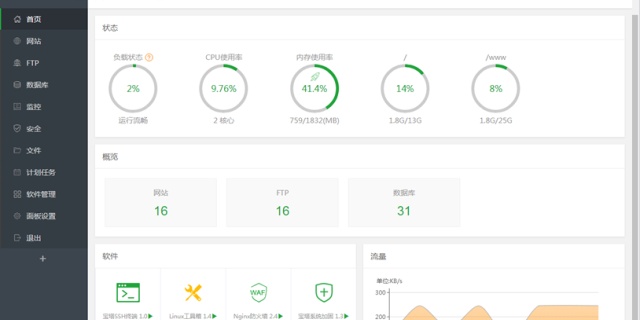 首页
网站
FTP
数据库
监控
安全
文件
计划任务
软件管理
面板设置
退出
+
状态
负载状态 ? CPU使用率 内存使用率 / /www
2% 9.76% 41.4% 14% 8%
运行流畅 2 核心 759/1832(MB) 1.8G/13G 1.8G/25G
概览
网站 FTP 数据库
16 16 31
软件
WAF
宝塔SSH终端 1.0 Linux工具箱 1.4 Nginx防火墙 2.4 宝塔系统加固 1.3
流量
单位:KB/s
300
200